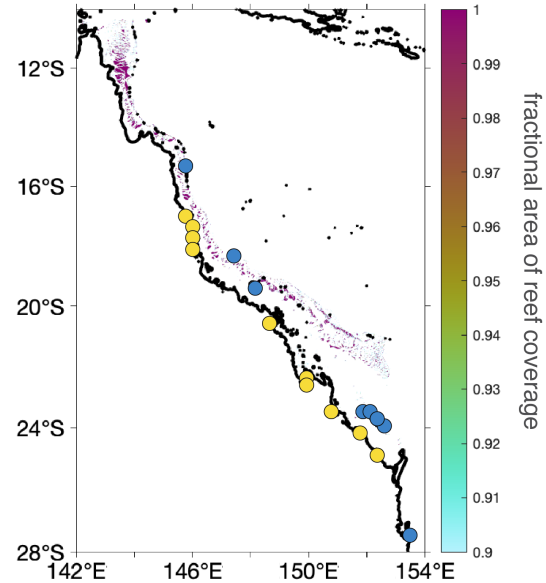 12°S
16°S
20°S
24°S
28°S
142°E
146°E
150°E
154°E
1
0.99
0.98
0.97
0.96
0.95
0.94
0.93
0.92
0.91
0.9
fractional area of reef coverage